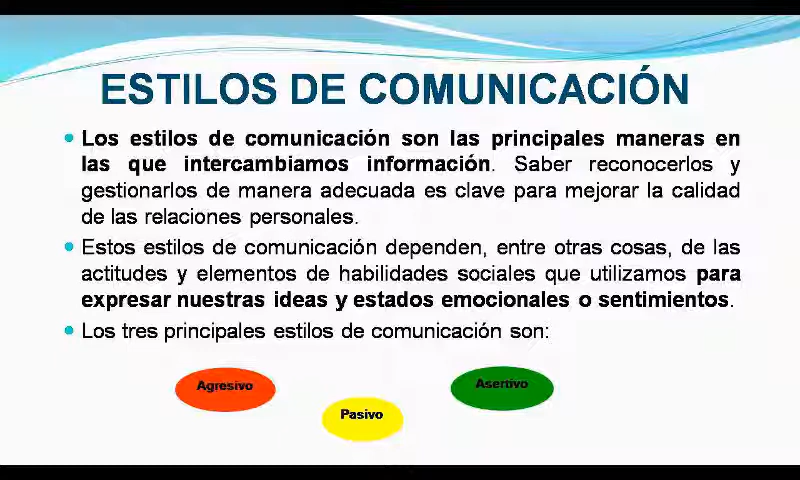 ESTILOS DE COMUNICACIÓN
Los estilos de comunicación son las principales maneras en
las que intercambiamos información. Saber reconocerlos y
gestionarlos de manera adecuada es clave para mejorar la calidad
de las relaciones personales.
Estos estilos de comunicación dependen, entre otras cosas, de las
actitudes y elementos de habilidades sociales que utilizamos para
expresar nuestras ideas y estados emocionales o sentimientos.
Los tres principales estilos de comunicación son:
Agresivo
Pasivo
Asertivo